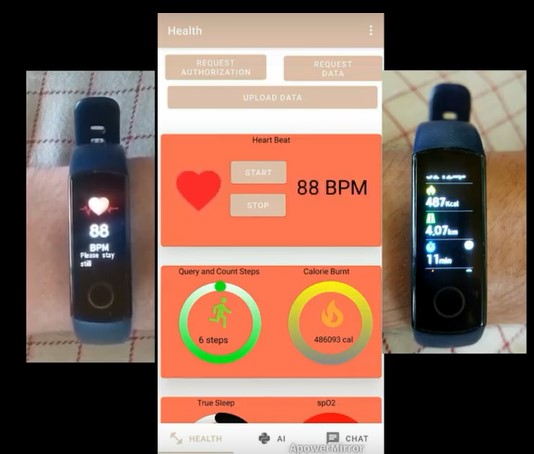 Health
REQUEST
AUTHORIZATION
REQUEST
DATA
UPLOAD DATA
Heart Beat
START
STOP
88 BPM
Query and Count Steps
Calorie Burnt
6 steps
486093 cal
True Sleep
spO2
HEALTH
AI
CHAT
ApowerMirror
88
BPM
Please stay
still
487Kcal
4.07km
11min